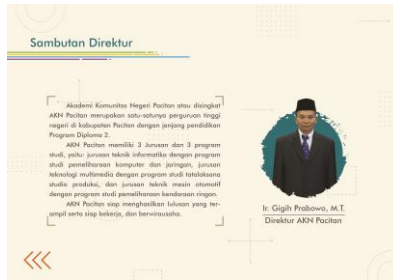 Sambutan Direktur
Akademi Komunitas Negeri Pacitan atau disingkat
AKN Pacitan merupakan satu-satunya perguruan tinggi
negeri di kabupaten Pacitan dengan jenjang pendidikan
Program Diploma 2.
AKN Pacitan memiliki 3 Jurusan dan 3 program
studi, yaitu: jurusan teknik informatika dengan program
studi pemeliharaan komputer dan jaringan, jurusan
teknologi multimedia dengan program studi tatalaksana
studio produksi, dan jurusan teknik mesin otomotif
dengan program studi pemeliharaan kendaraan ringan.
AKN Pacitan siap menghasilkan lulusan yang ter-
ampil serta siap bekerja, dan berwirausaha.
Ir. Gigih Prabowo, M.T.
Direktur AKN Pacitan